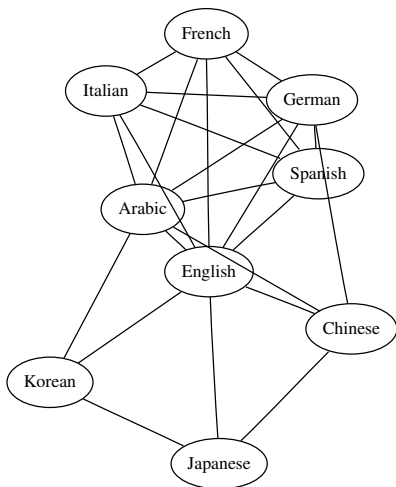 French
Italian
German
Spanish
Arabic
English
Chinese
Korean
Japanese